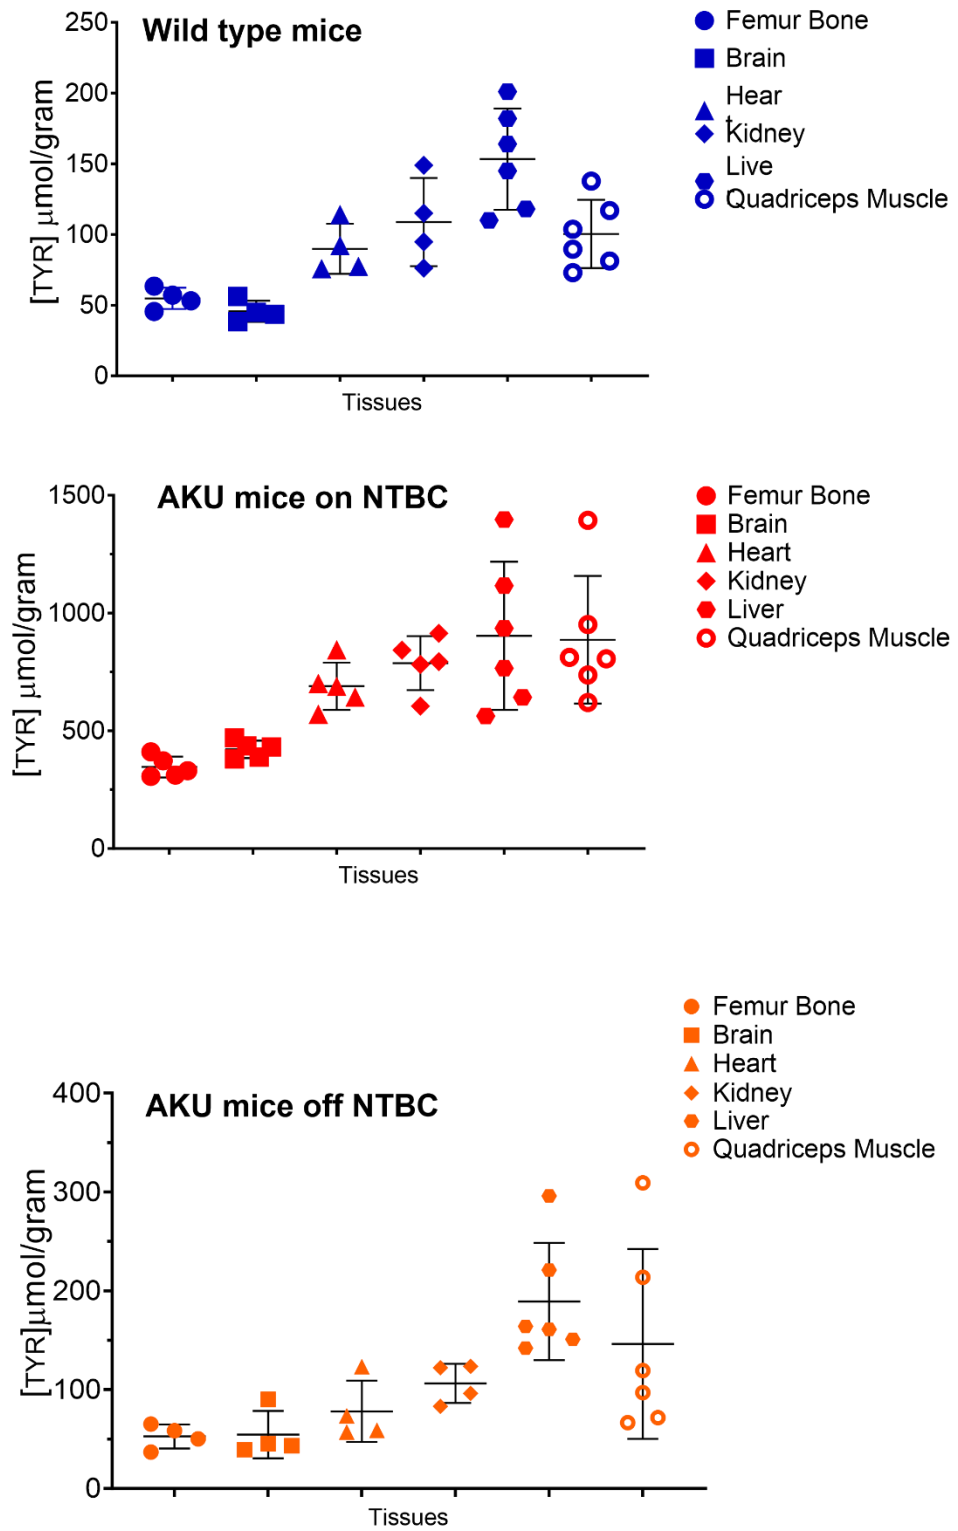 Wild type mice
250
200
150
100
50
0
[TYR] μmol/gram
Tissues
Femur Bone
Brain
Hear
t
Kidney
Live
Quadriceps Muscle
AKU mice on NTBC
1500
1000
500
0
[TYR] μmol/gram
Tissues
Femur Bone
Brain
Heart
Kidney
Liver
Quadriceps Muscle
AKU mice off NTBC
400
300
200
100
0
[TYR]μmol/gram
Tissues
Femur Bone
Brain
Heart
Kidney
Liver
Quadriceps Muscle